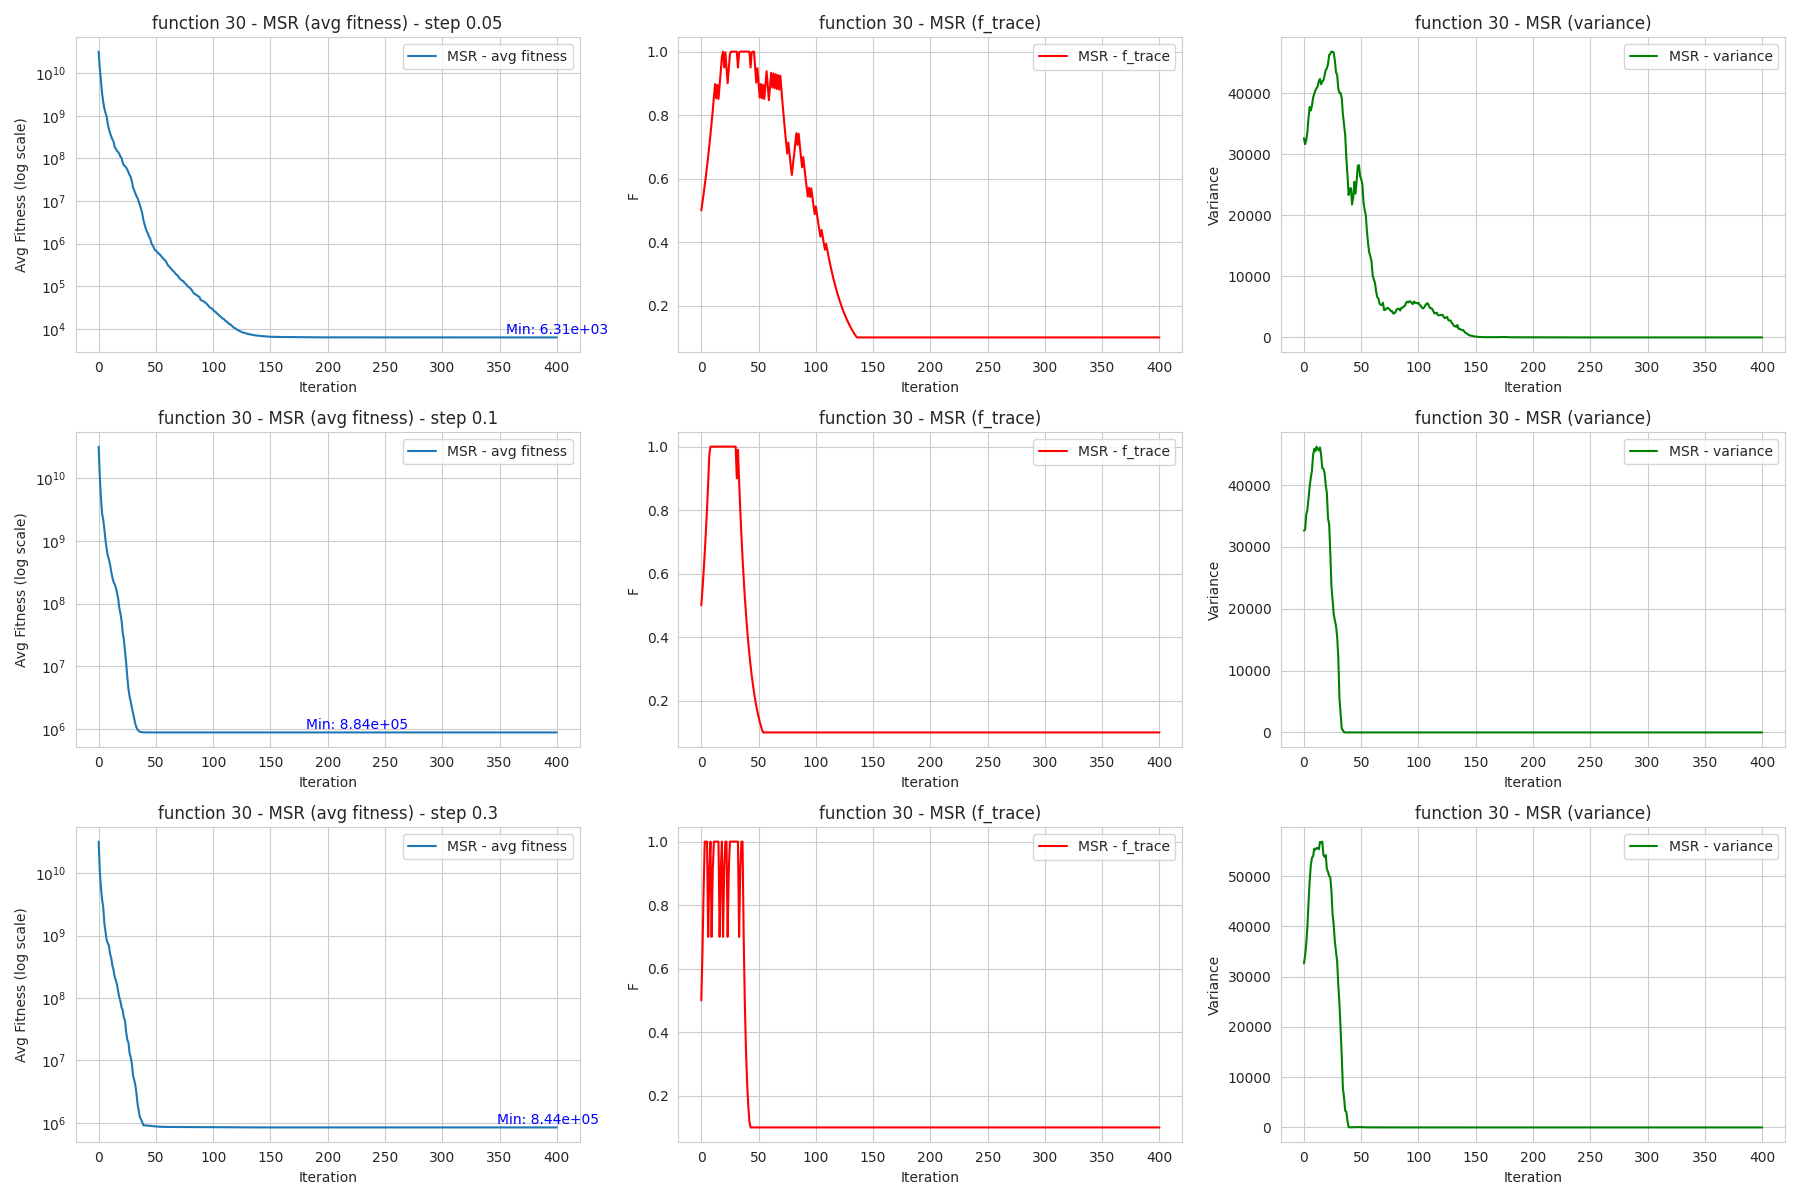 function 30 - MSR (avg fitness) - step 0.05
MSR - avg fitness
Avg Fitness (log scale)
10^10
10^9
10^8
10^7
10^6
10^5
10^4
Min: 6.31e+03
0 50 100 150 200 250 300 350 400
Iteration
function 30 - MSR (f_trace)
MSR - f_trace
F
1.0
0.8
0.6
0.4
0.2
0 50 100 150 200 250 300 350 400
Iteration
function 30 - MSR (variance)
MSR - variance
Variance
40000
30000
20000
10000
0
0 50 100 150 200 250 300 350 400
Iteration
function 30 - MSR (avg fitness) - step 0.1
MSR - avg fitness
Avg Fitness (log scale)
10^10
10^9
10^8
10^7
10^6
Min: 8.84e+05
0 50 100 150 200 250 300 350 400
Iteration
function 30 - MSR (f_trace)
MSR - f_trace
F
1.0
0.8
0.6
0.4
0.2
0 50 100 150 200 250 300 350 400
Iteration
function 30 - MSR (variance)
MSR - variance
Variance
40000
30000
20000
10000
0
0 50 100 150 200 250 300 350 400
Iteration
function 30 - MSR (avg fitness) - step 0.3
MSR - avg fitness
Avg Fitness (log scale)
10^10
10^9
10^8
10^7
10^6
Min: 8.44e+05
0 50 100 150 200 250 300 350 400
Iteration
function 30 - MSR (f_trace)
MSR - f_trace
F
1.0
0.8
0.6
0.4
0.2
0 50 100 150 200 250 300 350 400
Iteration
function 30 - MSR (variance)
MSR - variance
Variance
50000
40000
30000
20000
10000
0
0 50 100 150 200 250 300 350 400
Iteration